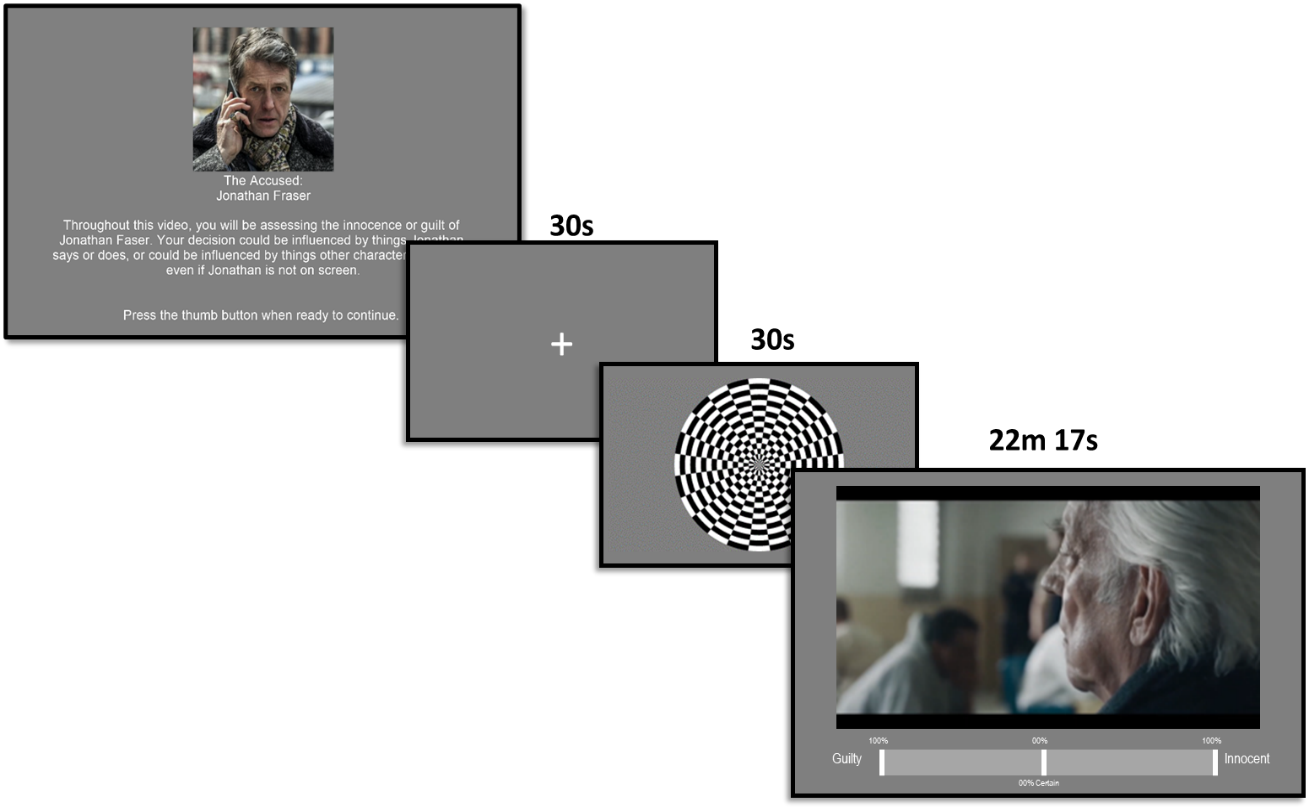 The Accused:
Jonathan Fraser
Throughout this video, you will be assessing the innocence or guilt of
Jonathan Faser. Your decision could be influenced by things
says or does, or could be influenced by things other character
even if Jonathan is not on screen.
Press the thumb button when ready to continue.
30s
30s
22m 17s
100% 00% 100%
Guilty Innocent
00% Certain